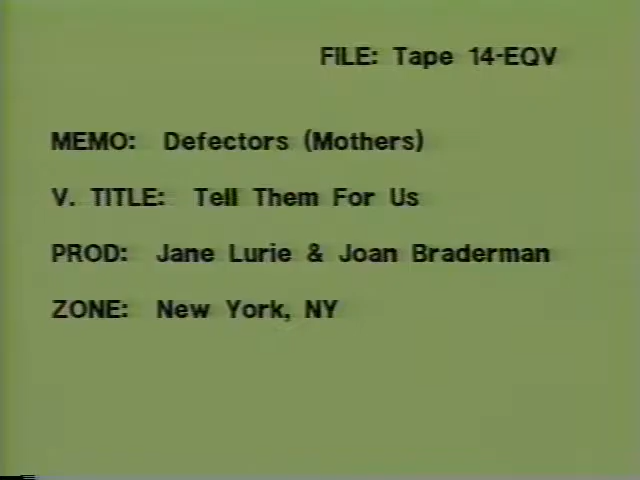 FILE: Tape 14-EQV
MEMO: Defectors (Mothers)
V. TITLE: Tell Them For Us
PROD: Jane Lurie & Joan Braderman
ZONE: New York, NY